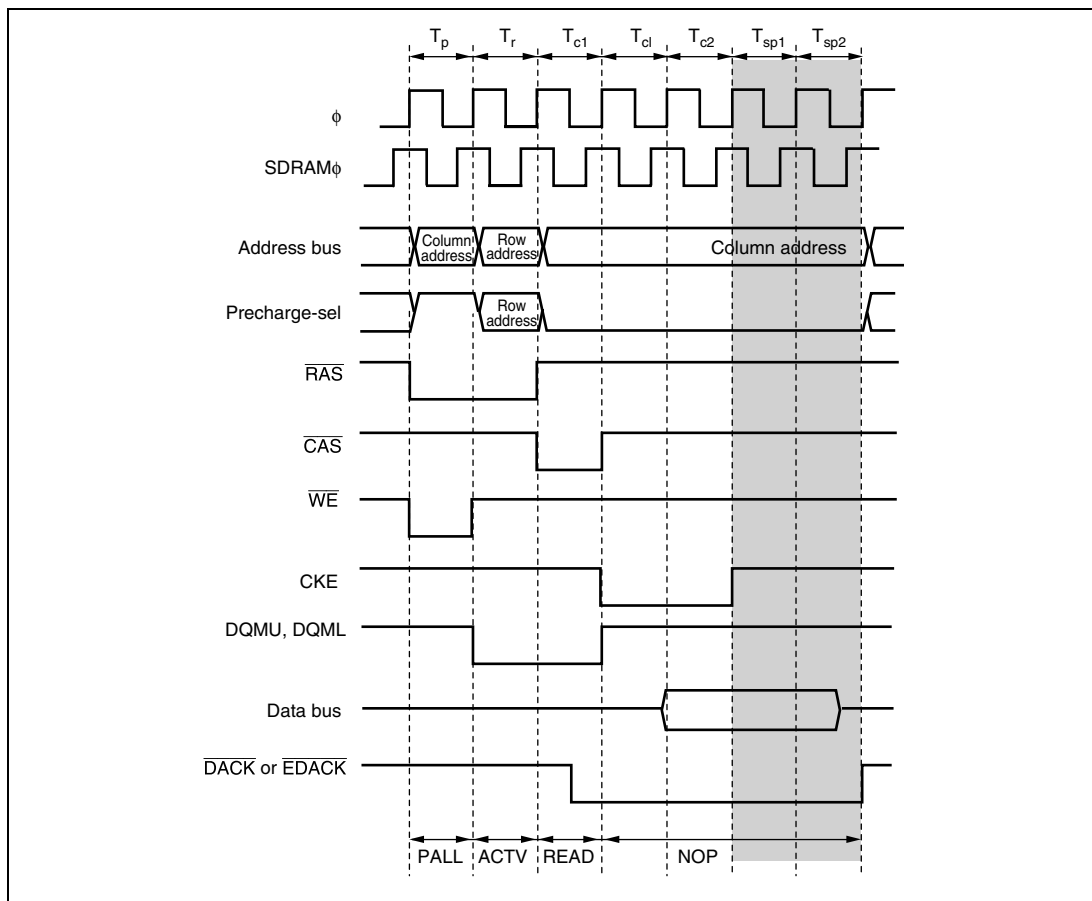 Tp Tr Tc1 Tcl Tc2 Tsp1 Tsp2
ϕ
SDRAMϕ
Address bus
Column address
Row address
Column address
Precharge-sel
Row address
RAS
CAS
WE
CKE
DQMU, DQML
Data bus
DACK or EDACK
PALL ACTV READ NOP